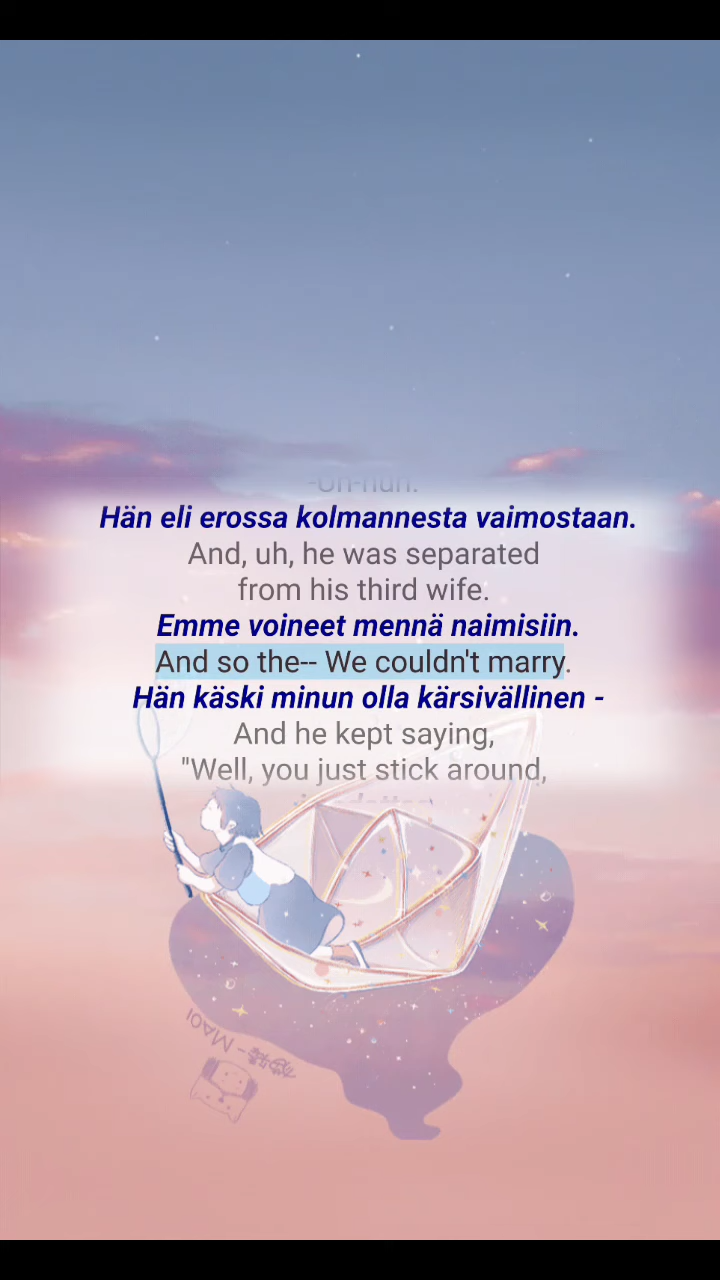 Hän eli erossa kolmannesta vaimostaan.
And, uh, he was separated
from his third wife.
Emme voineet mennä naimisiin.
And so the-- We couldn't marry.
Hän käski minun olla kärsivällinen -
And he kept saying,
"Well, you just stick around,
MAOI